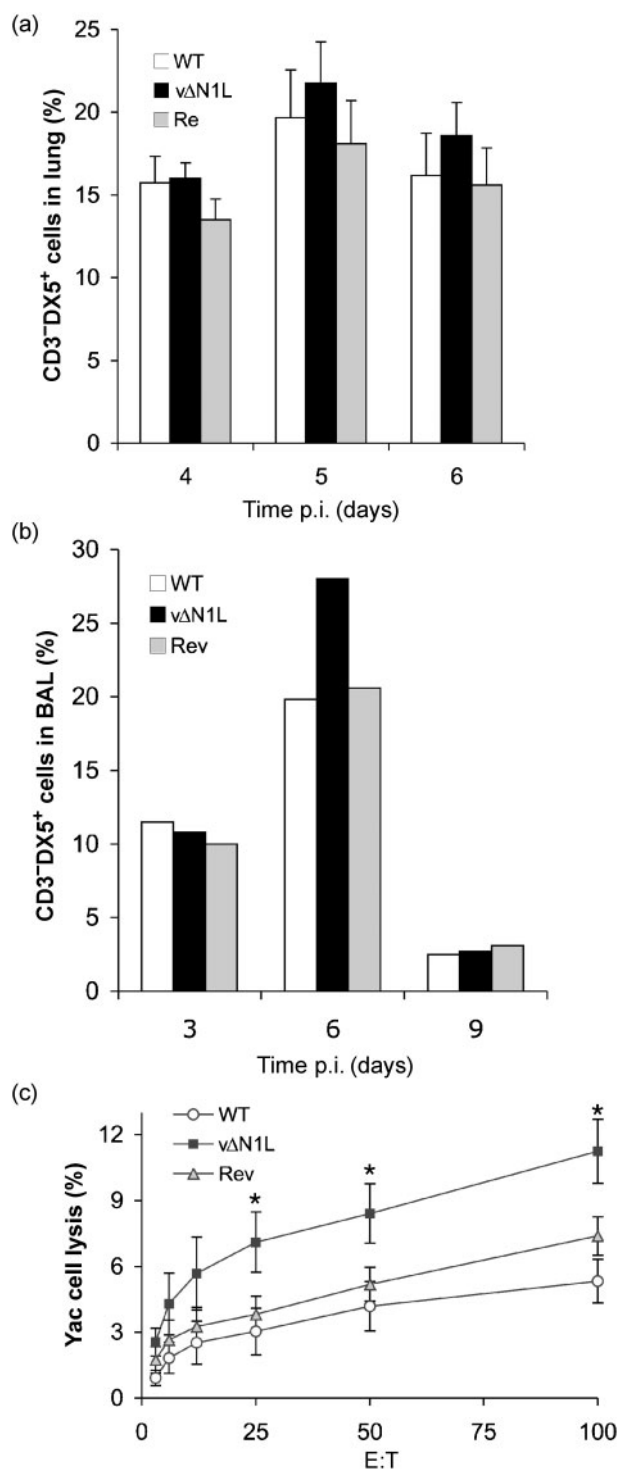 (a)
25
20
15
10
5
0
CD3⁻DX5⁺ cells in lung (%)
WT
vΔN1L
Re
4 5 6
Time p.i. (days)
(b)
30
25
20
15
10
5
0
CD3⁻DX5⁺ cells in BAL (%)
WT
vΔN1L
Rev
3 6 9
Time p.i. (days)
(c)
12
9
6
3
0
Yac cell lysis (%)
WT
vΔN1L
Rev
*
*
*
0 25 50 75 100
E:T